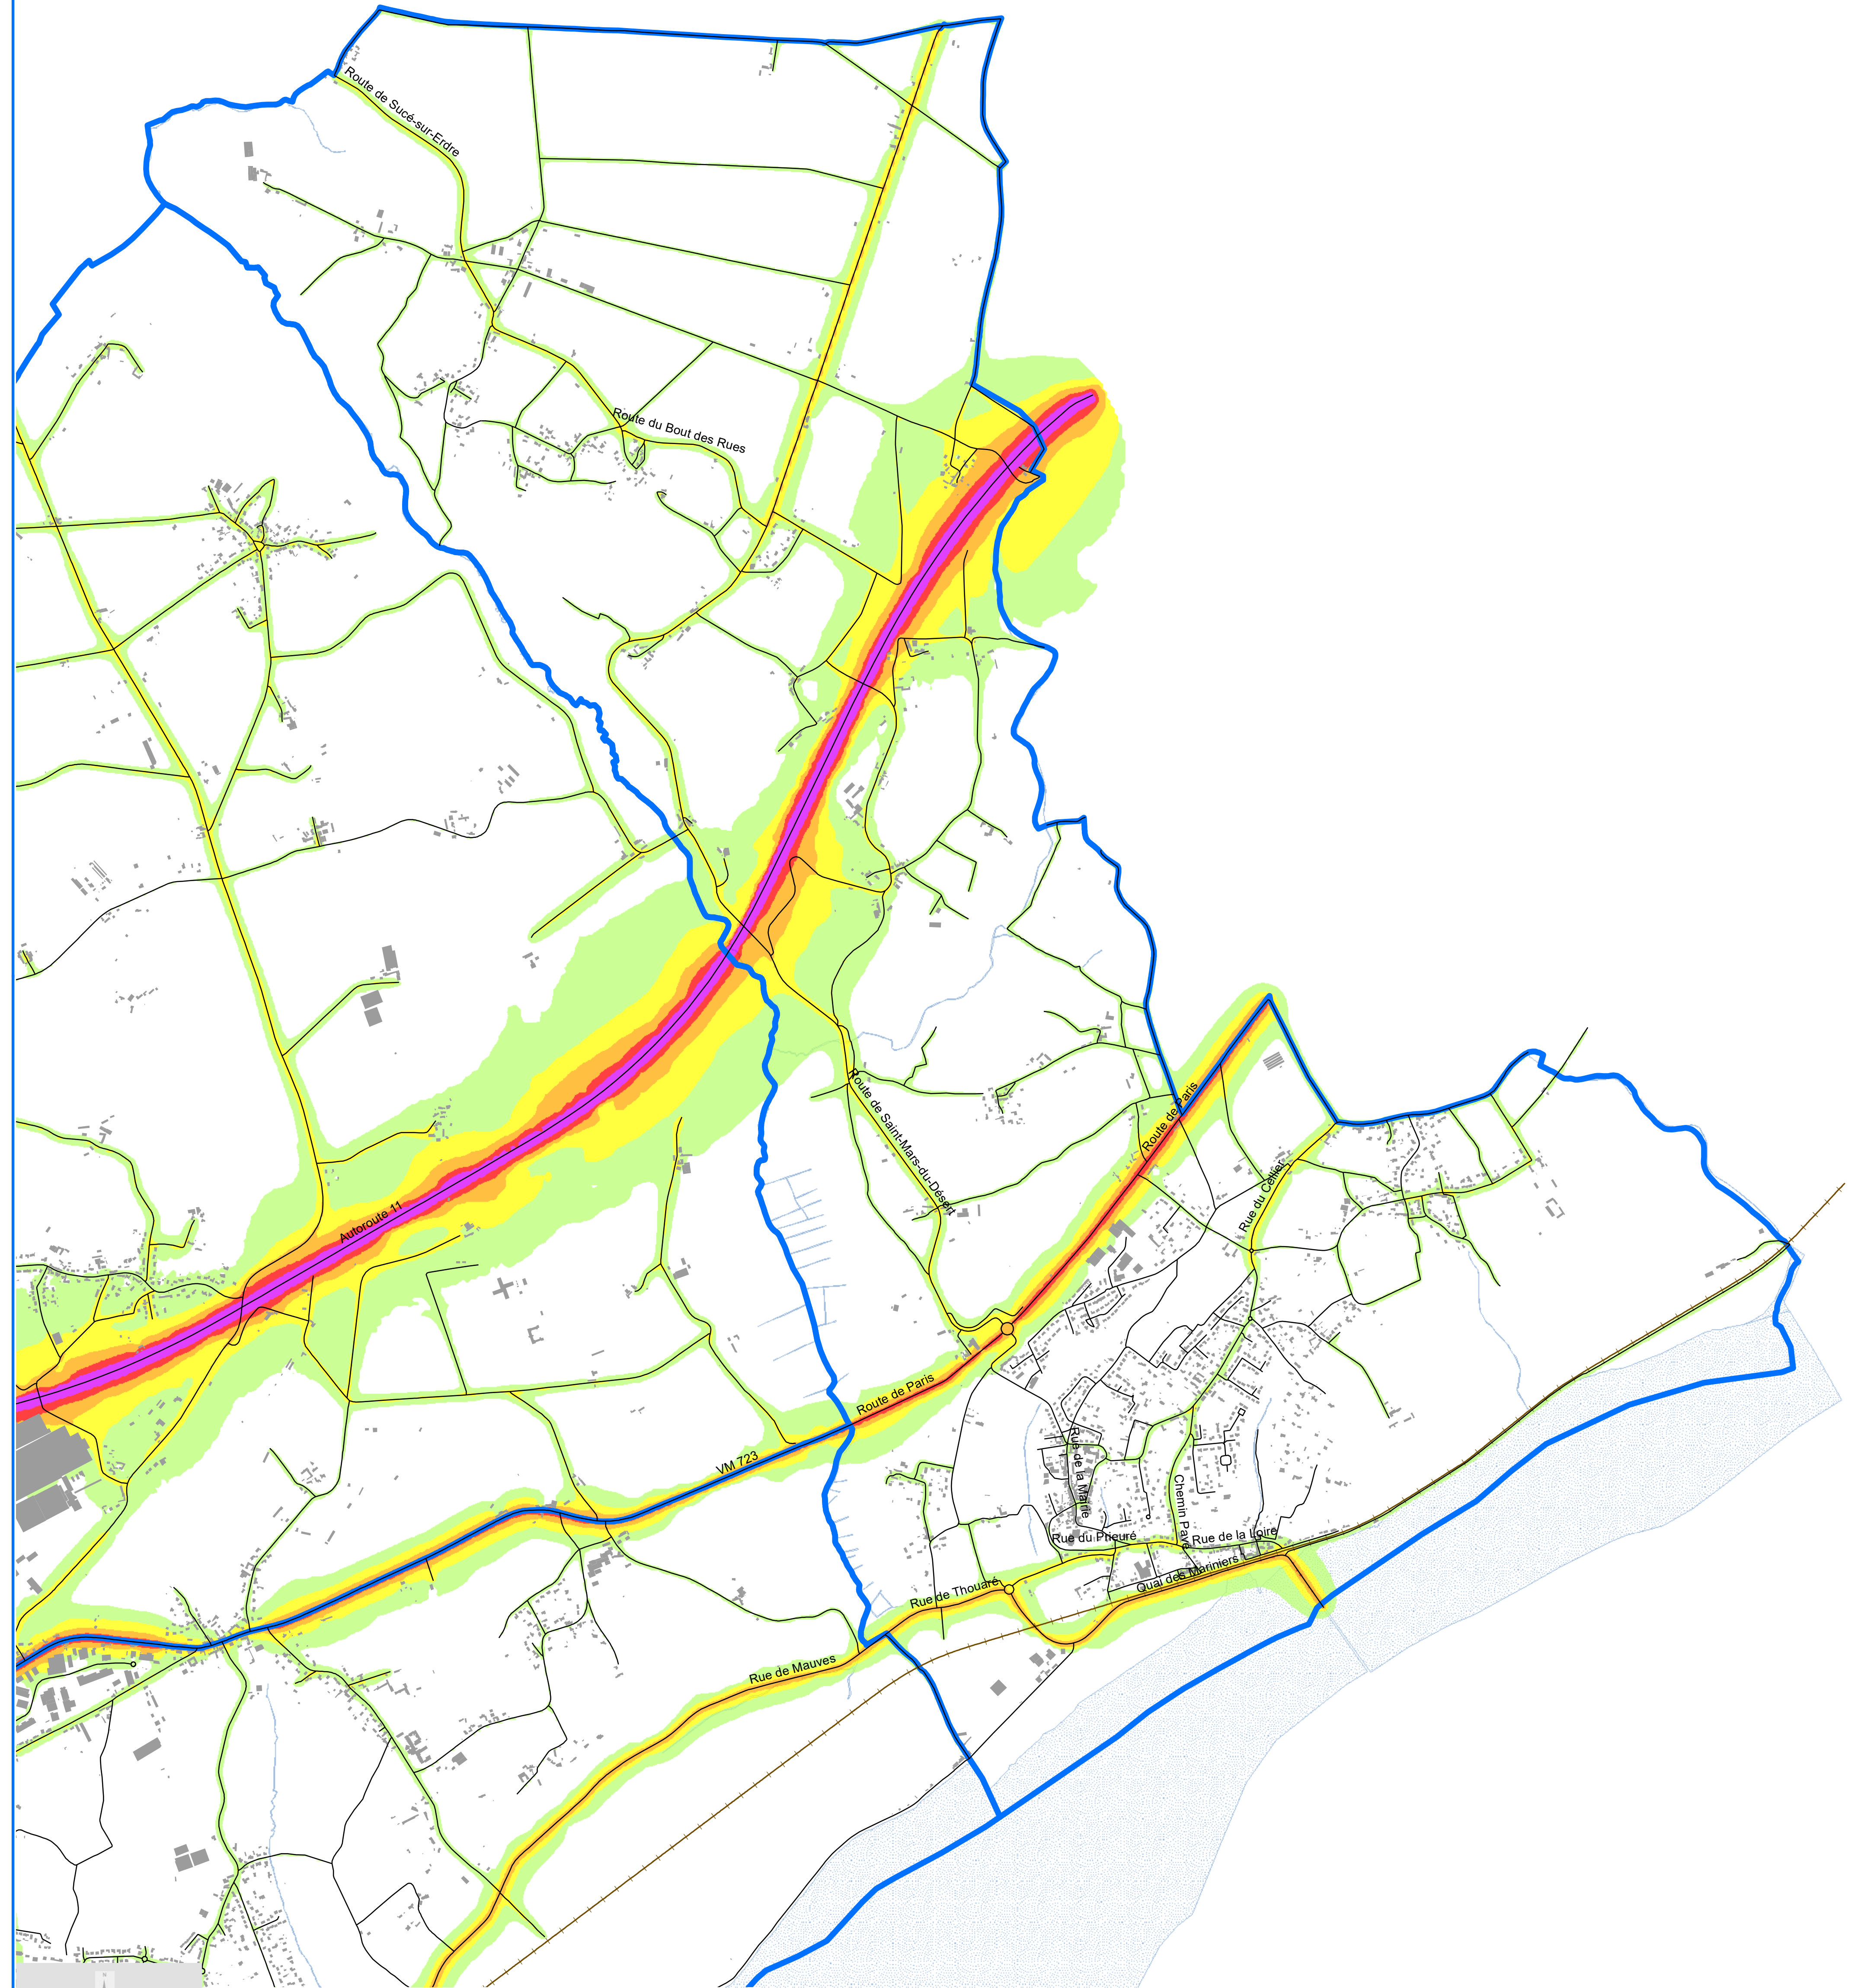 Route de Sucé-sur-Erdre
Route du Bout des Rues
Route de Saint-Mars-du-Désert
Route de Paris
Rue du Cellier
Autoroute 11
Route de Paris
VM 723
Rue de la Mairie
Chemin Payé
Rue du Prieuré
Rue de la Loire
Quai des Mariniers
Rue de Thouaré
Rue de Mauves
N